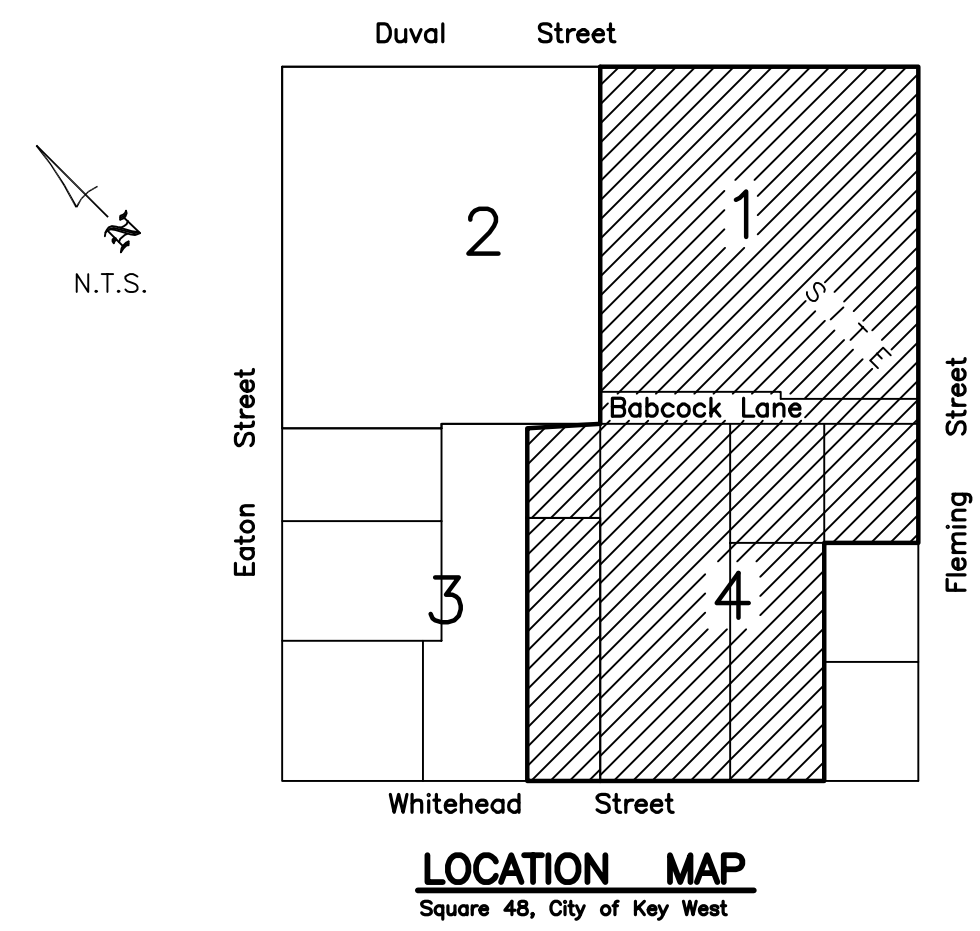 Duval Street
N
N.T.S.
2
1
SITE
Eaton Street
Babcock Lane
Fleming Street
3
4
Whitehead Street
LOCATION MAP
Square 48, City of Key West